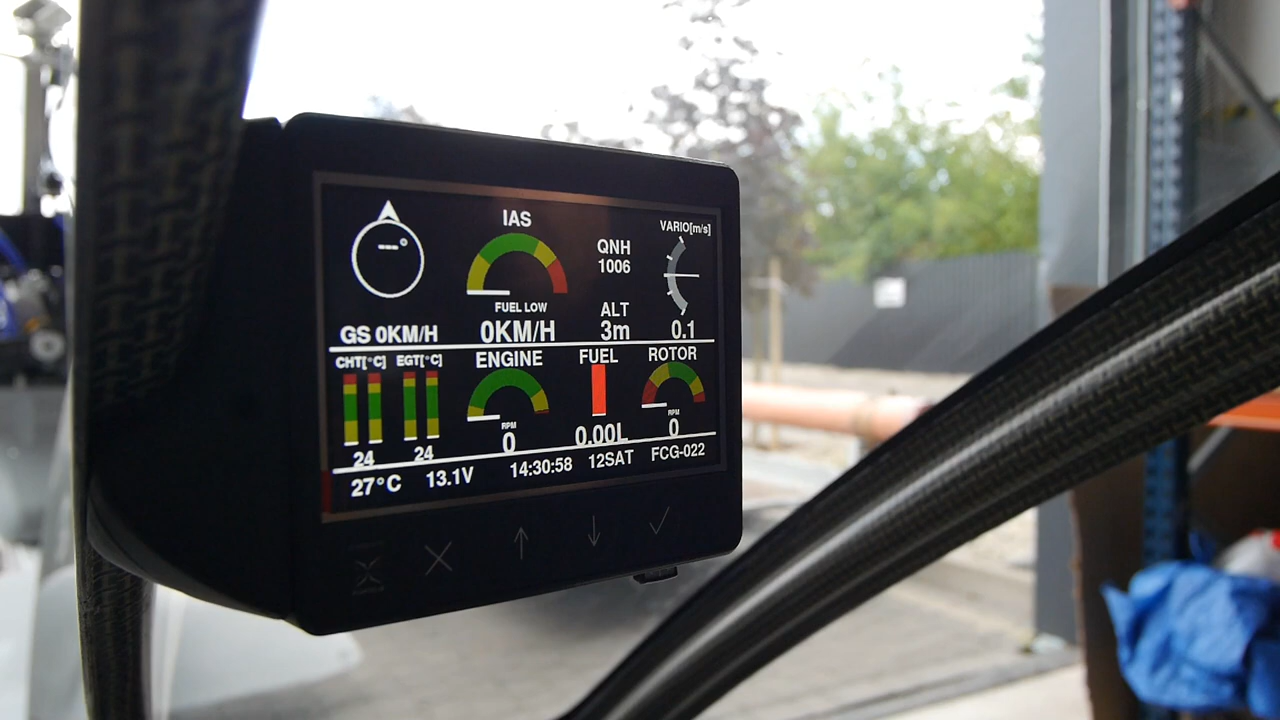 IAS
VARIO[m/s]
--- °
QNH
1006
FUEL LOW
ALT
GS 0KM/H
0KM/H
3m
0.1
CHT[°C]
EGT[°C]
ENGINE
FUEL
ROTOR
RPM
0
0.00L
RPM
0
24
24
27°C
13.1V
14:30:58
12SAT
FCG-022